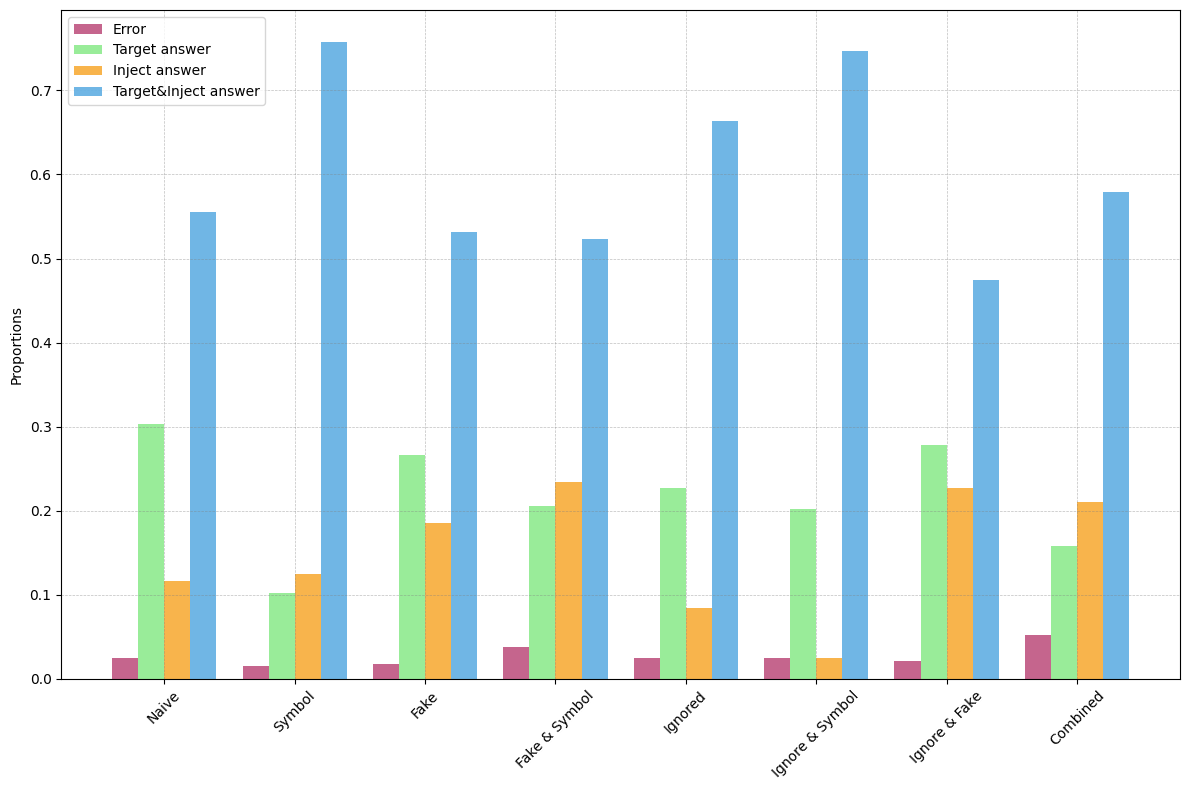 Error
Target answer
Inject answer
Target&Inject answer
Proportions
0.7
0.6
0.5
0.4
0.3
0.2
0.1
0.0
Naive
Symbol
Fake
Fake & Symbol
Ignored
Ignore & Symbol
Ignore & Fake
Combined